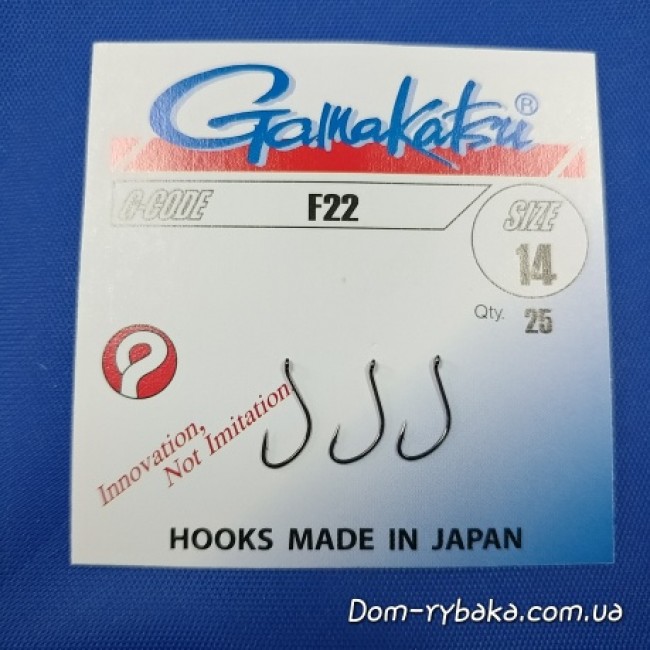 Gamakatsu®
G-CODE F22 SIZE
14
Qty. 25
Innovation,
Not Imitation!
HOOKS MADE IN JAPAN
Dom-rybaka.com.ua